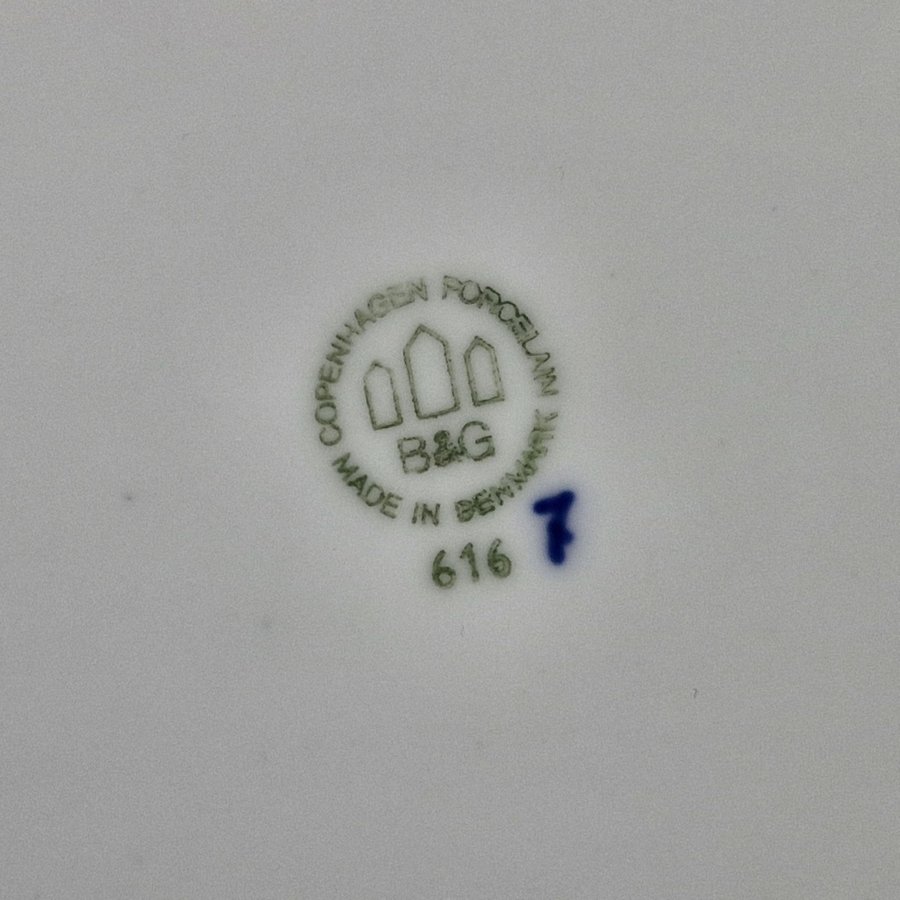 COPENHAGEN PORCELAIN
B&G
MADE IN DENMARK
616
7